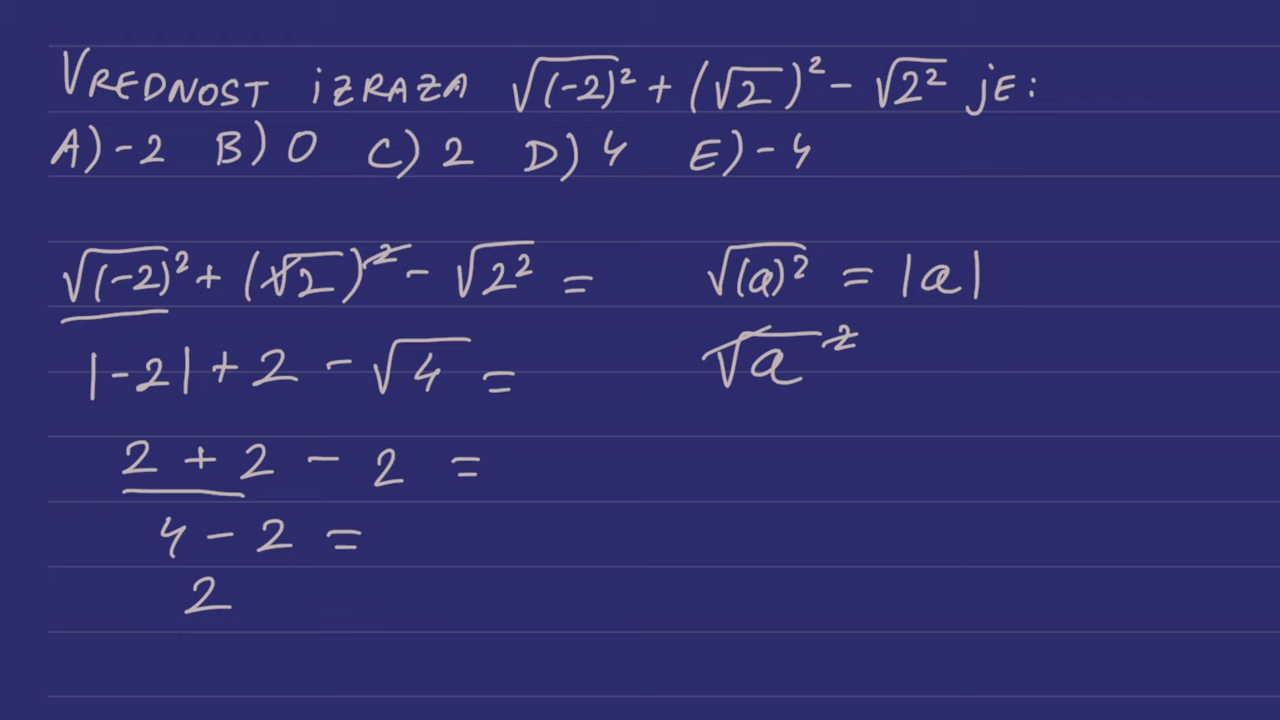 VREDNOST iZRAZA √(-2)² + (√2)² - √2² jE:
A) -2 B) 0 C) 2 D) 4 E) -4
√(-2)² + (√2)² - √2² = √(a)² = |a|
|-2| + 2 - √4 = √a ²
2 + 2 - 2 =
4 - 2 =
2